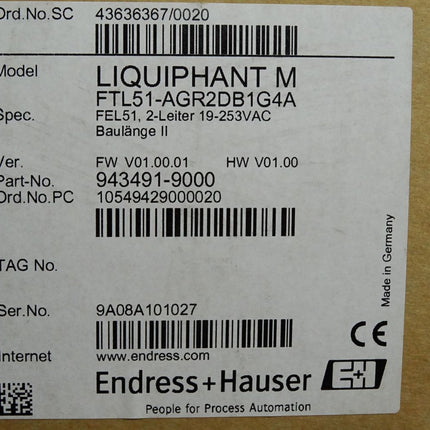 Ord.No.SC 43636367/0020
Model LIQUIPHANT M
FTL51-AGR2DB1G4A
Spec. FEL51, 2-Leiter 19-253VAC
Baulänge II
Ver. FW V01.00.01 HW V01.00
Part-No. 943491-9000
Ord.No.PC 10549429000020
TAG No.
Ser.No. 9A08A101027
Internet www.endress.com
Endress+Hauser E+H
People for Process Automation
Made in Germany
CE